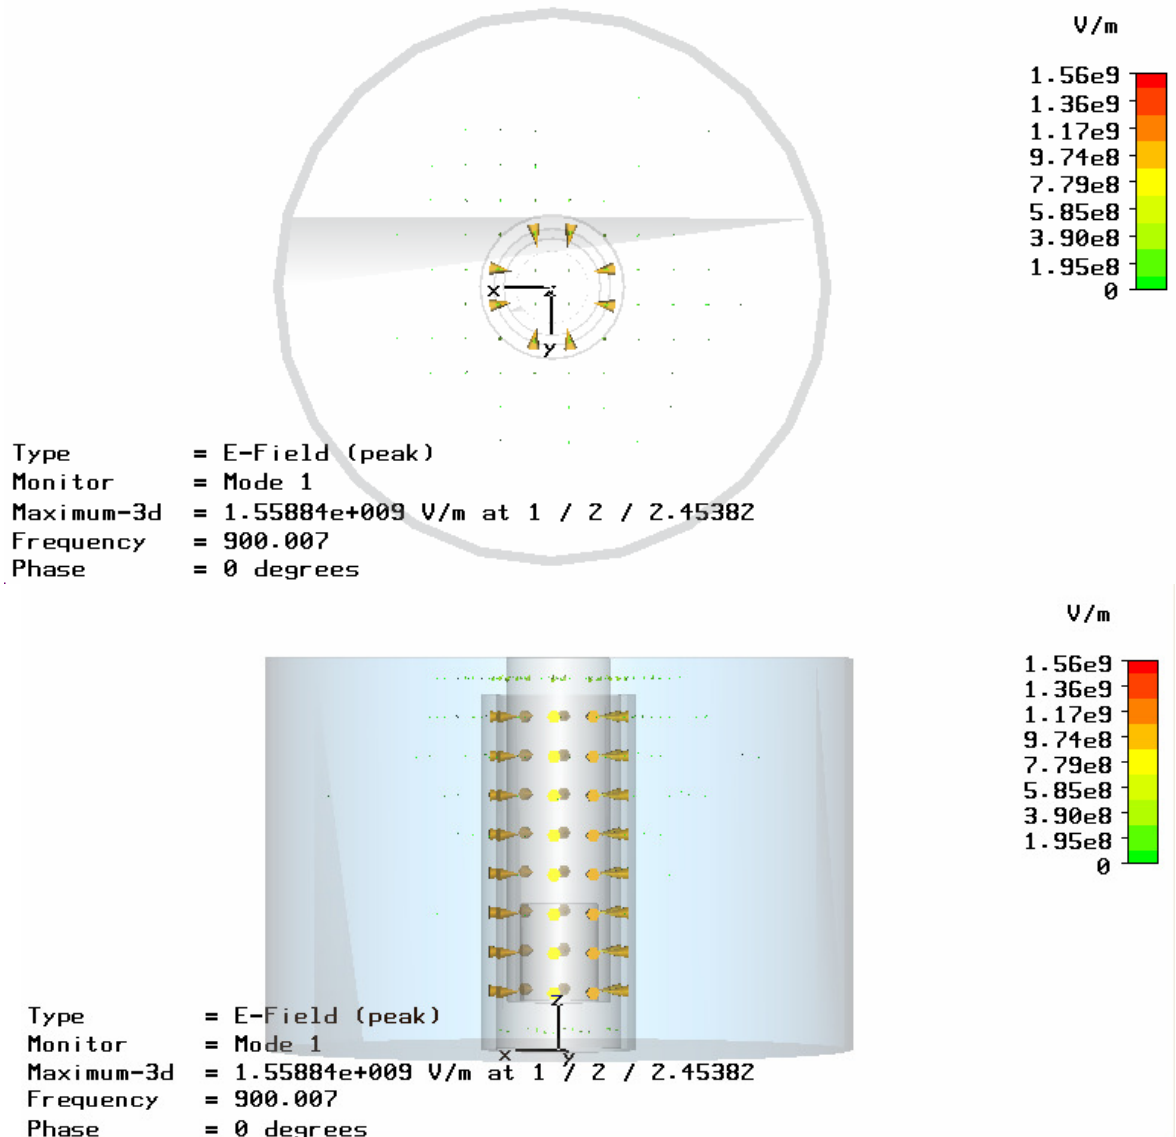 V/m
1.56e9
1.36e9
1.17e9
9.74e8
7.79e8
5.85e8
3.90e8
1.95e8
0
x z
y
Type = E-Field (peak)
Monitor = Mode 1
Maximum-3d = 1.55884e+009 V/m at 1 / 2 / 2.45382
Frequency = 900.007
Phase = 0 degrees
V/m
1.56e9
1.36e9
1.17e9
9.74e8
7.79e8
5.85e8
3.90e8
1.95e8
0
z
x y
Type = E-Field (peak)
Monitor = Mode 1
Maximum-3d = 1.55884e+009 V/m at 1 / 2 / 2.45382
Frequency = 900.007
Phase = 0 degrees